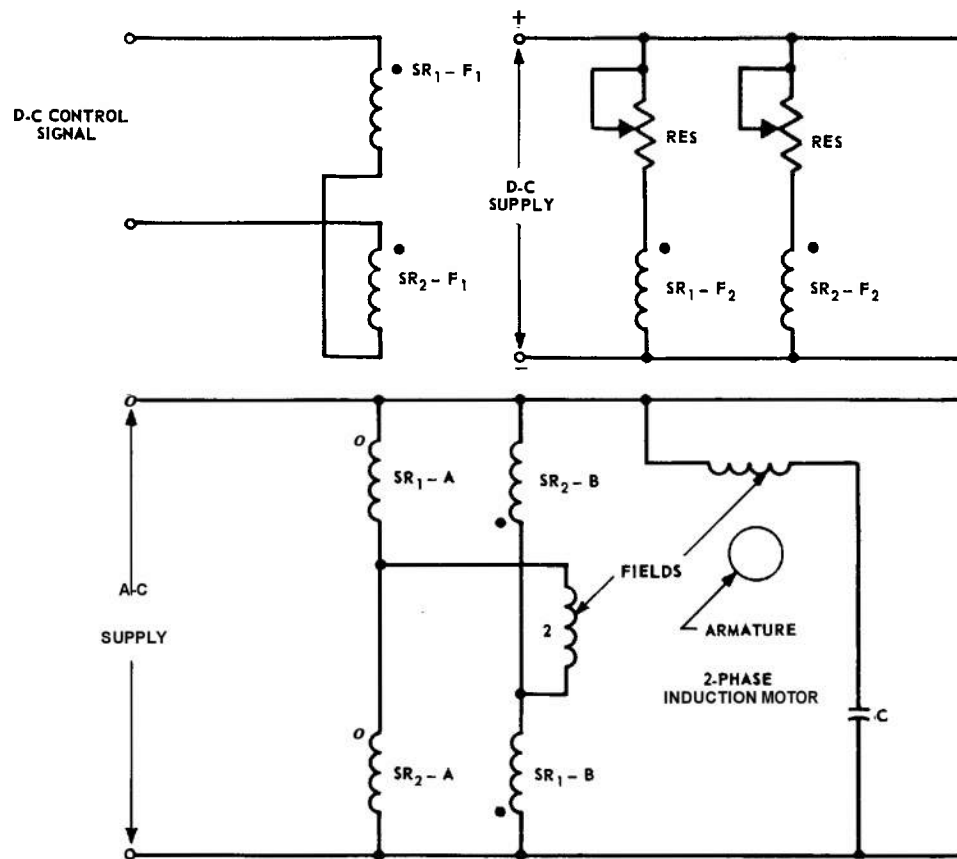 +
SR1-F1
D-C CONTROL
SIGNAL
RES
RES
D-C
SUPPLY
SR2-F1
SR1-F2
SR2-F2
−
SR1-A
SR2-B
A-C
SUPPLY
FIELDS
2
ARMATURE
2-PHASE
INDUCTION MOTOR
C
SR2-A
SR1-B